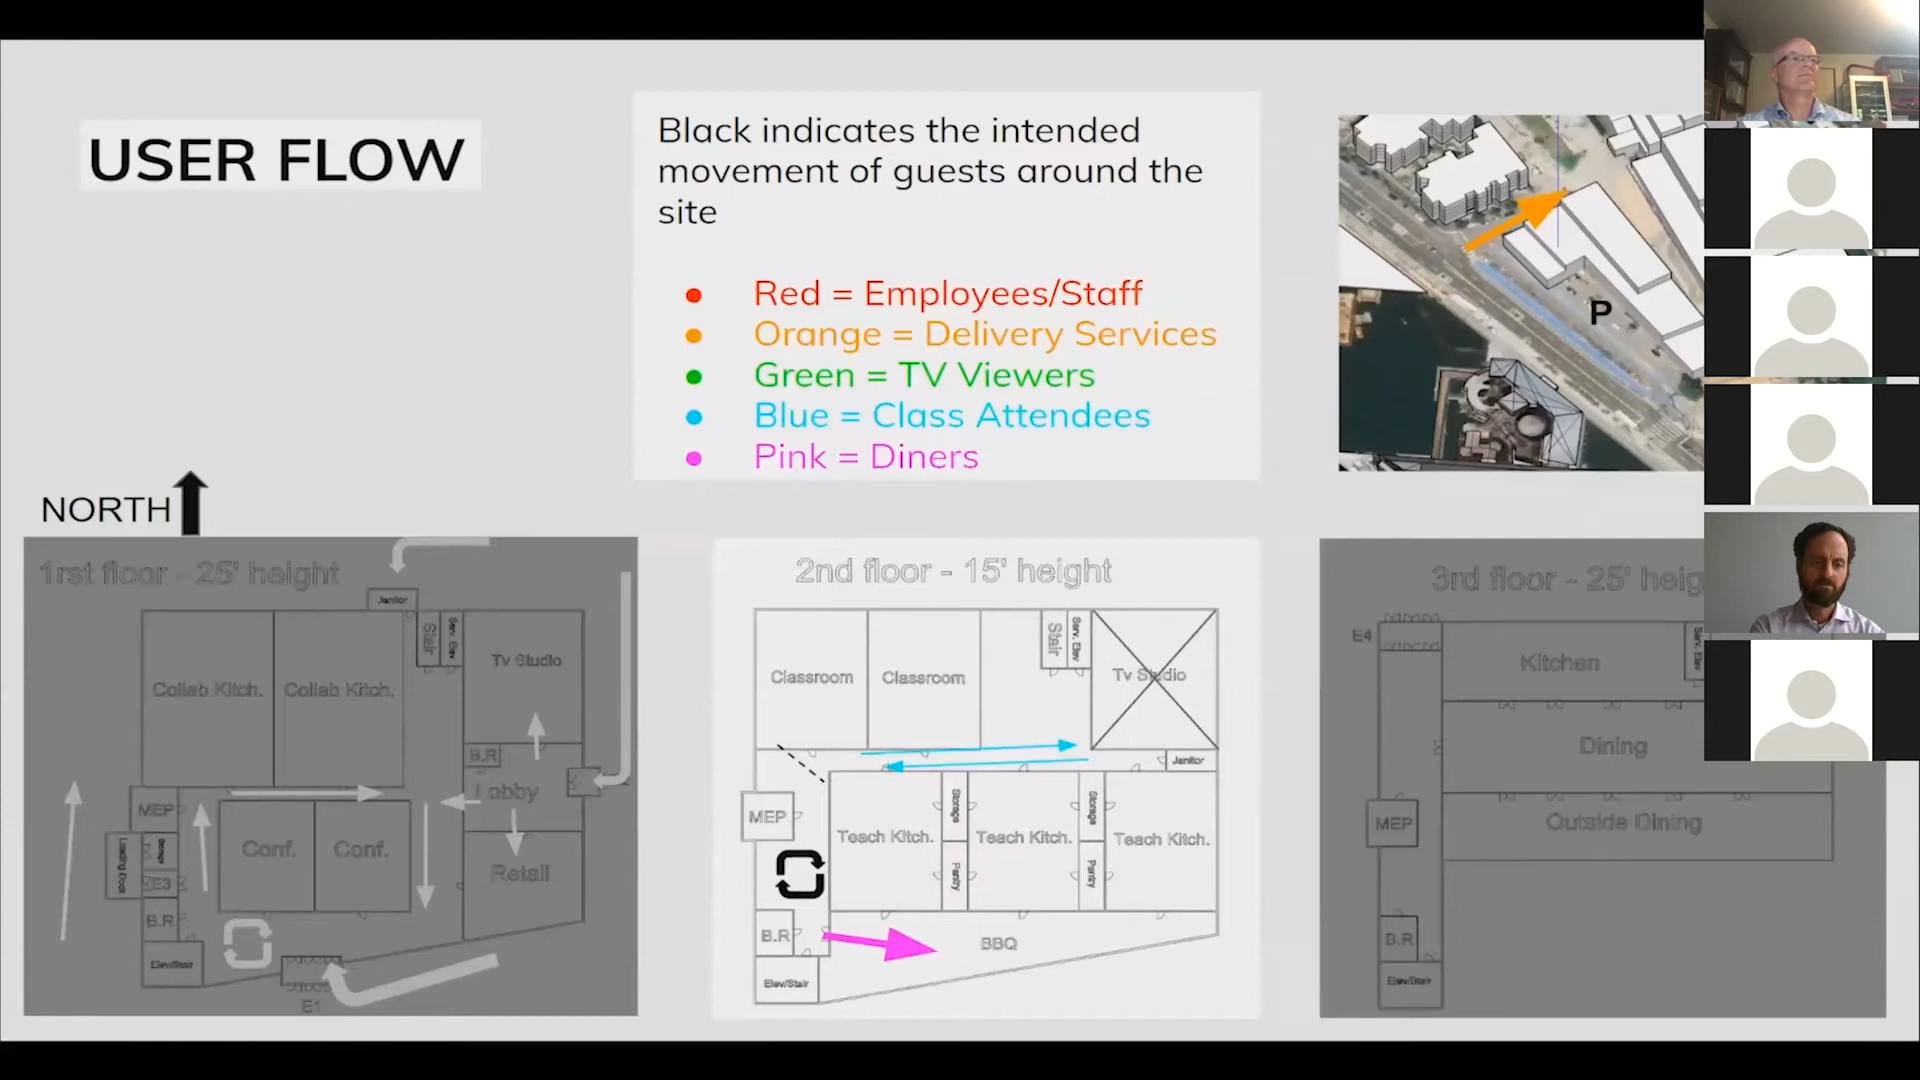 USER FLOW
Black indicates the intended
movement of guests around the
site
Red = Employees/Staff
Orange = Delivery Services
Green = TV Viewers
Blue = Class Attendees
Pink = Diners
P
NORTH
1rst floor - 25' height
Janitor
Stair
Serv. Elev
Tv Studio
Collab Kitch.
Collab Kitch.
B.R
Lobby
MEP
Loading Dock
Storage
E3
Conf.
Conf.
Retail
B.R
Elev/Stair
E1
2nd floor - 15' height
Stair
Serv. Elev
Classroom
Classroom
Tv Studio
Janitor
MEP
Storage
Storage
Teach Kitch.
Teach Kitch.
Teach Kitch.
Pantry
Pantry
B.R
BBQ
Elev/Stair
3rd floor - 25' heig
E4
Kitchen
Serv. Elev
Dining
MEP
Outside Dining
B.R
Elev/Stair